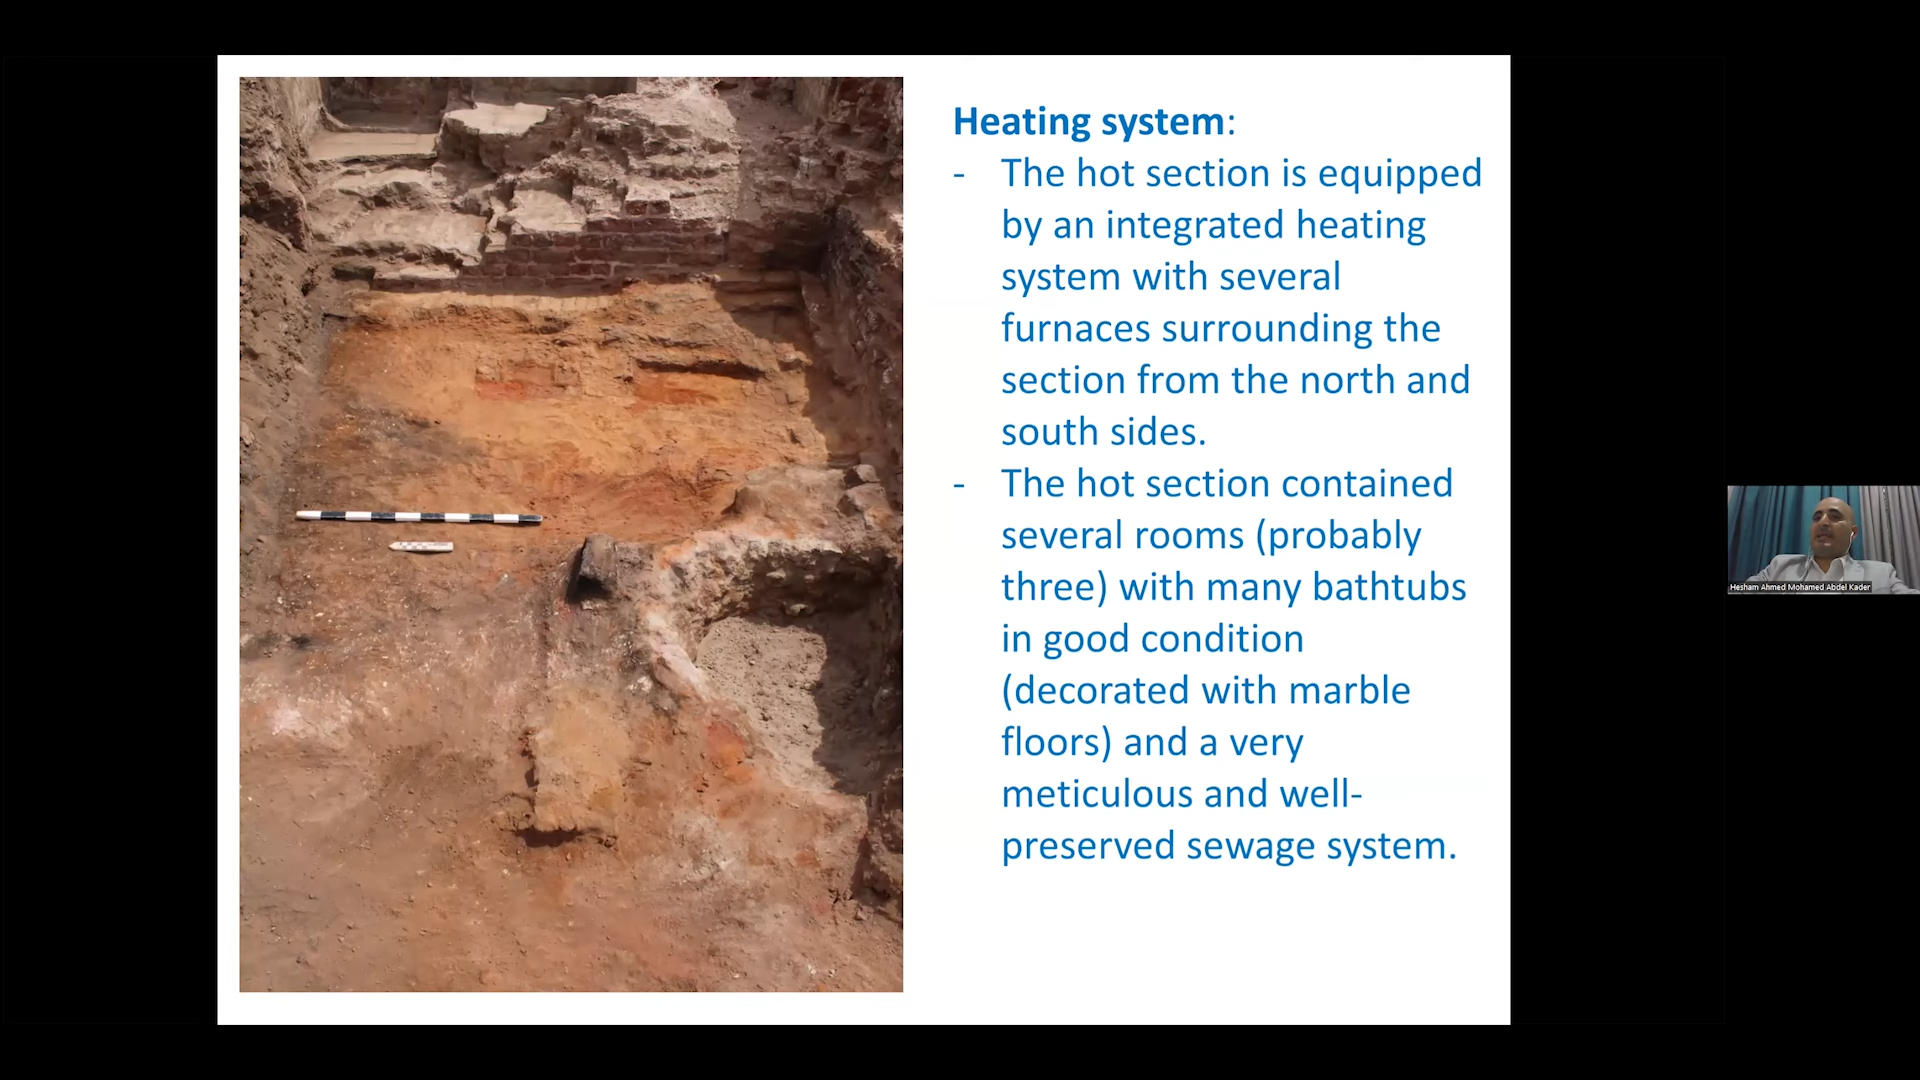 Heating system:
- The hot section is equipped
by an integrated heating
system with several
furnaces surrounding the
section from the north and
south sides.
- The hot section contained
several rooms (probably
three) with many bathtubs
in good condition
(decorated with marble
floors) and a very
meticulous and well-
preserved sewage system.
Hesham Ahmed Mohamed Abdel Kader